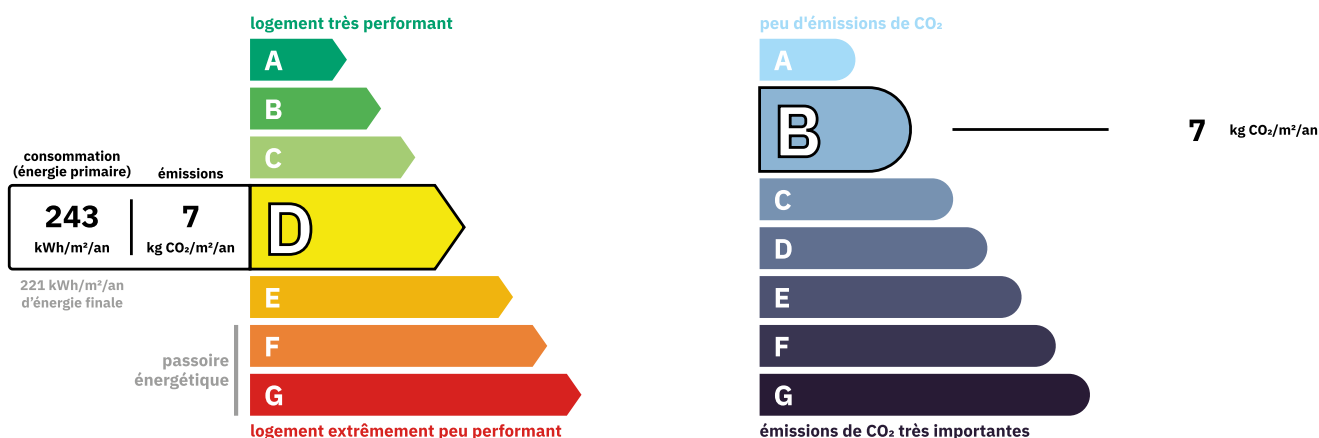 logement très performant
A
B
C
consommation
(énergie primaire)
émissions
243
kWh/m²/an
7
kg CO₂/m²/an
D
221 kWh/m²/an
d'énergie finale
E
passoire
énergétique
F
G
logement extrêmement peu performant
peu d'émissions de CO₂
A
B
7 kg CO₂/m²/an
C
D
E
F
G
émissions de CO₂ très importantes